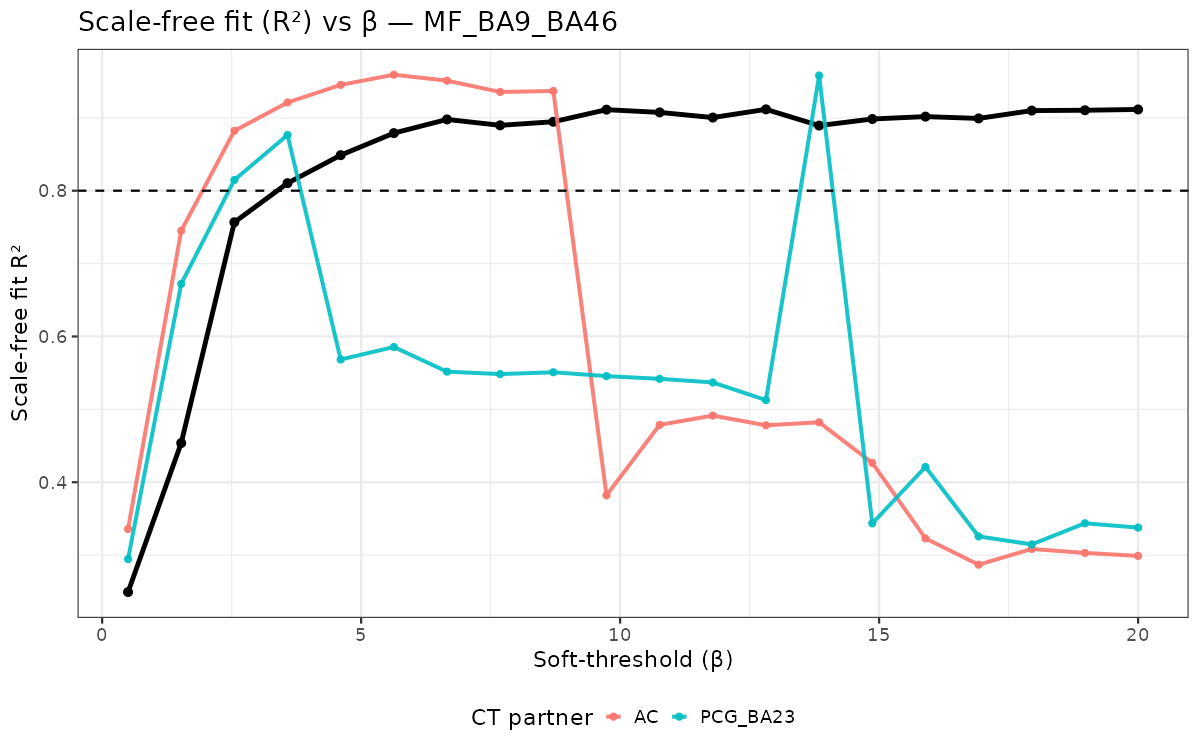 Scale-free fit (R²) vs β — MF_BA9_BA46
Scale-free fit R²
0.8
0.6
0.4
0
5
10
15
20
Soft-threshold (β)
CT partner AC PCG_BA23